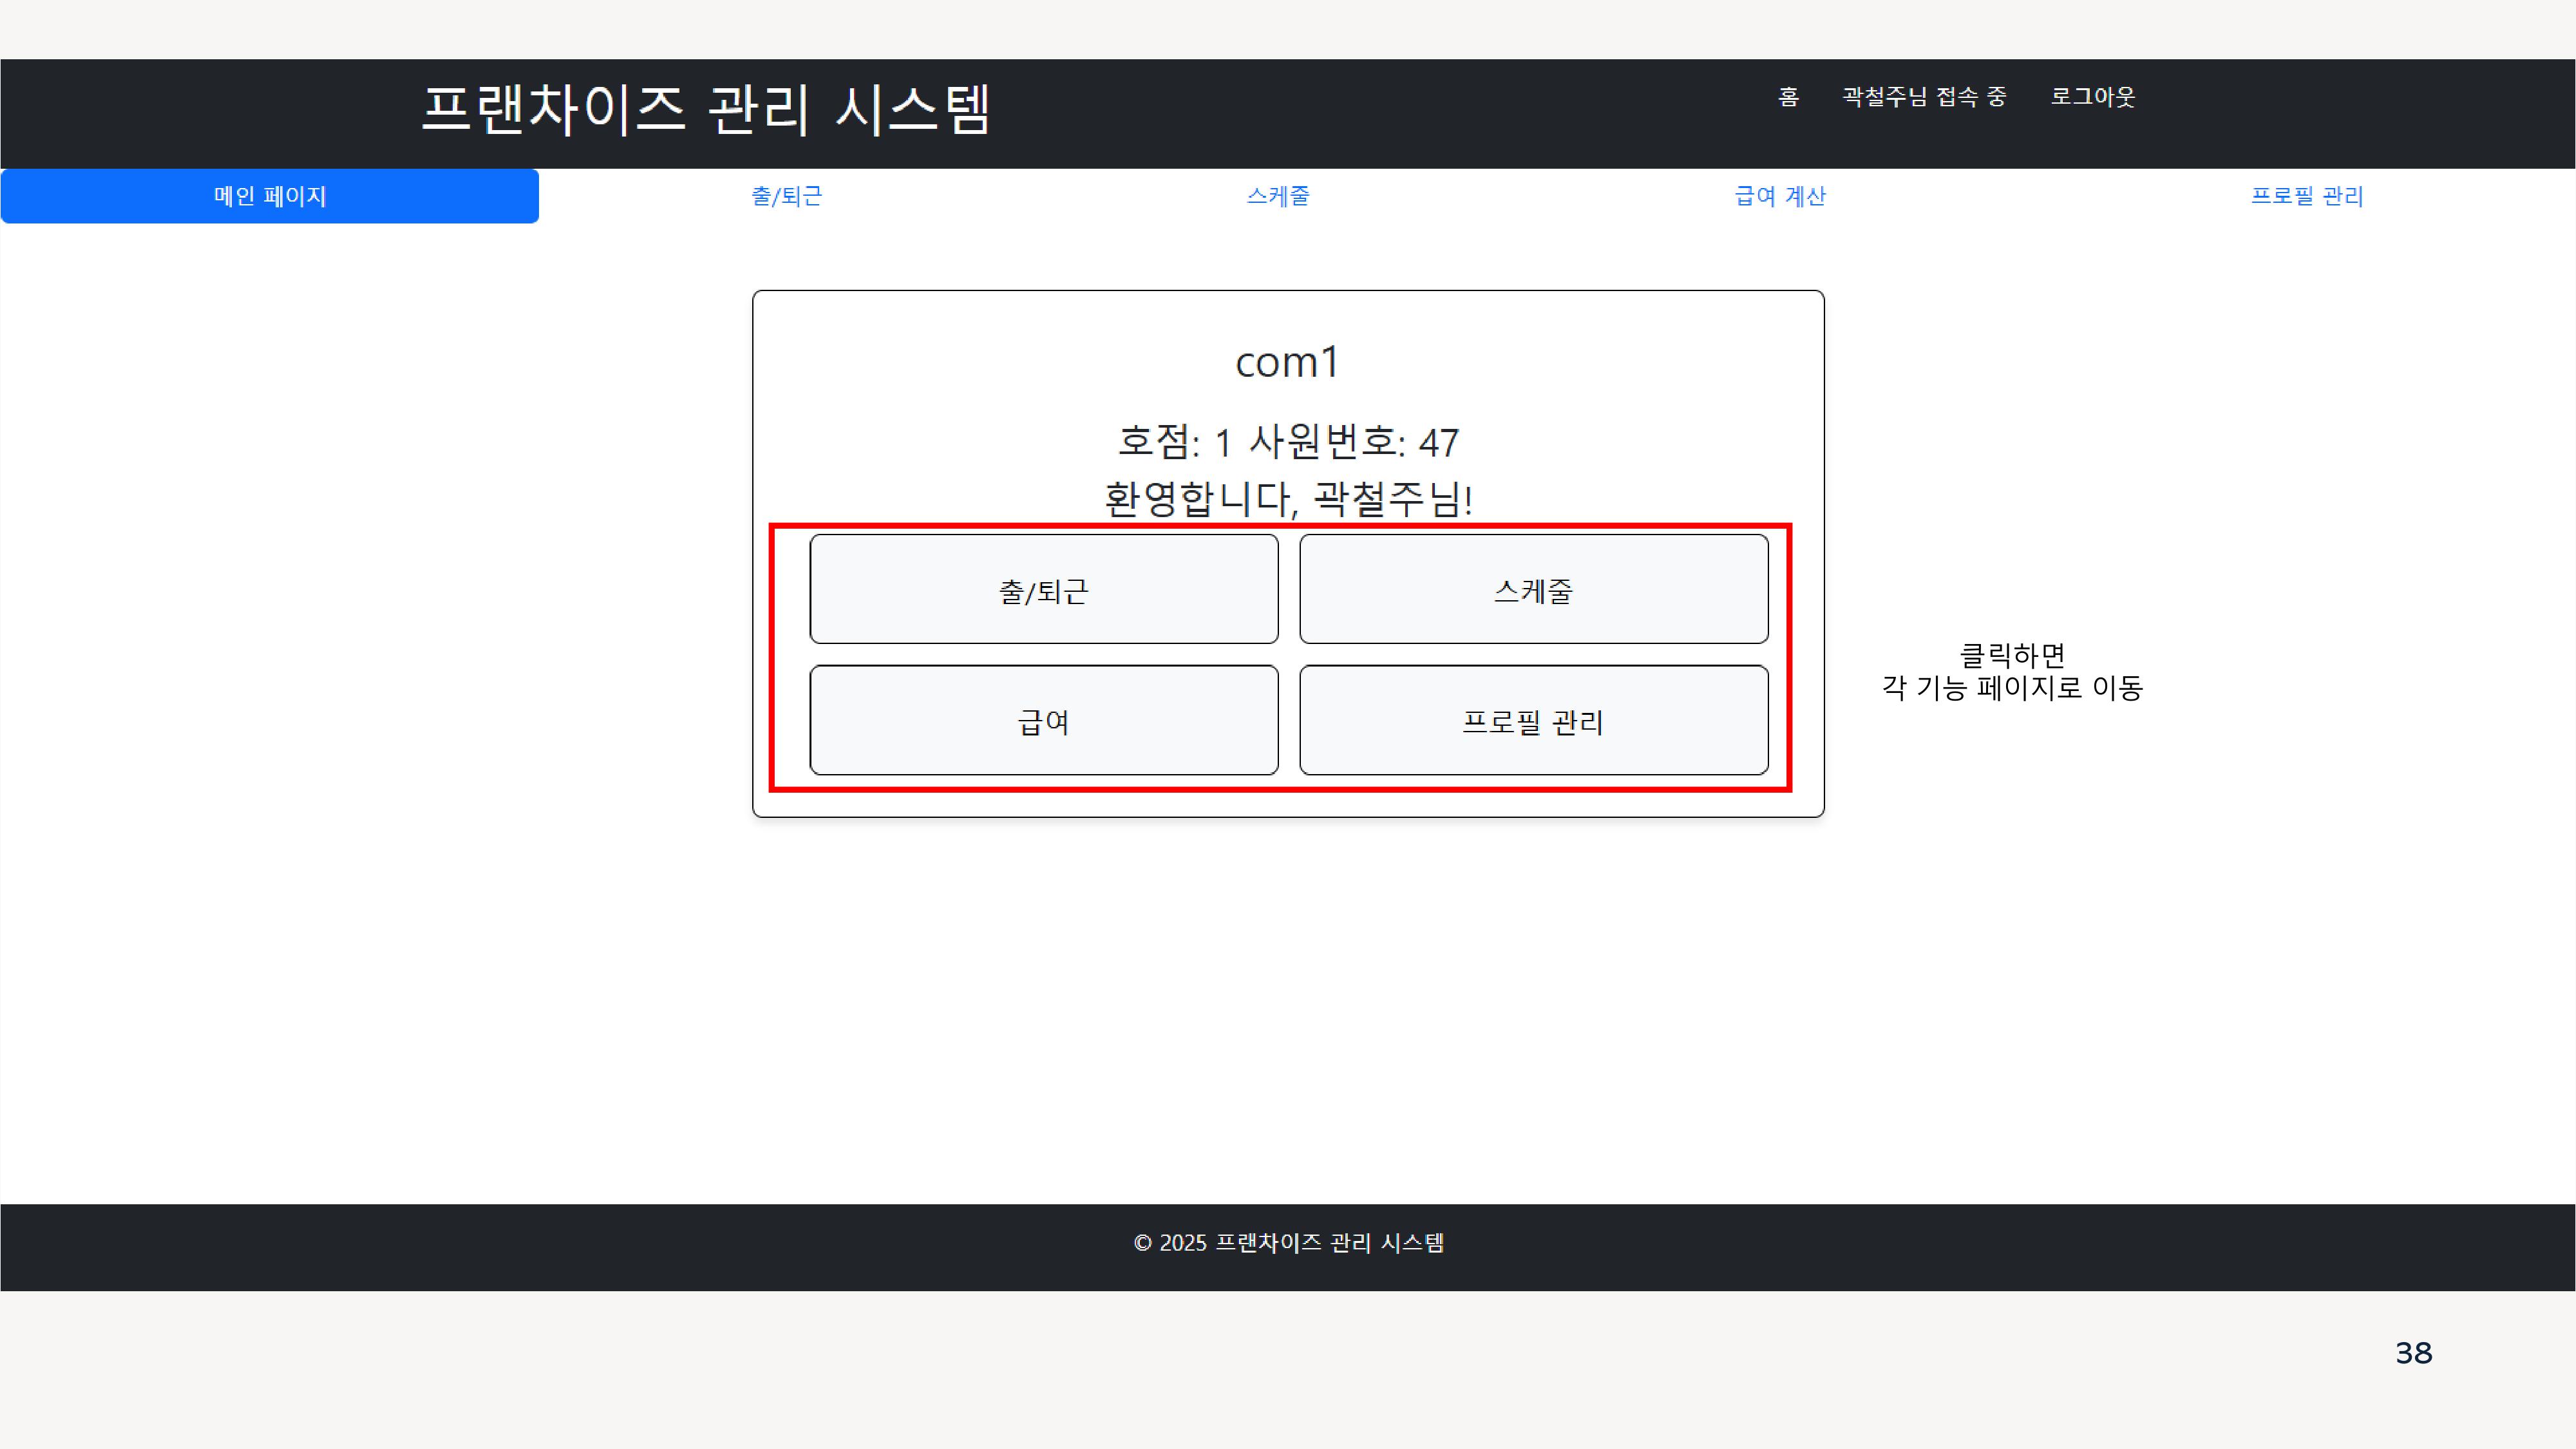 프랜차이즈 관리 시스템
홈 곽철주님 접속 중 로그아웃
메인 페이지 출/퇴근 스케줄 급여 계산 프로필 관리
com1
호점: 1 사원번호: 47
환영합니다, 곽철주님!
출/퇴근 스케줄
급여 프로필 관리
클릭하면
각 기능 페이지로 이동
© 2025 프랜차이즈 관리 시스템
38